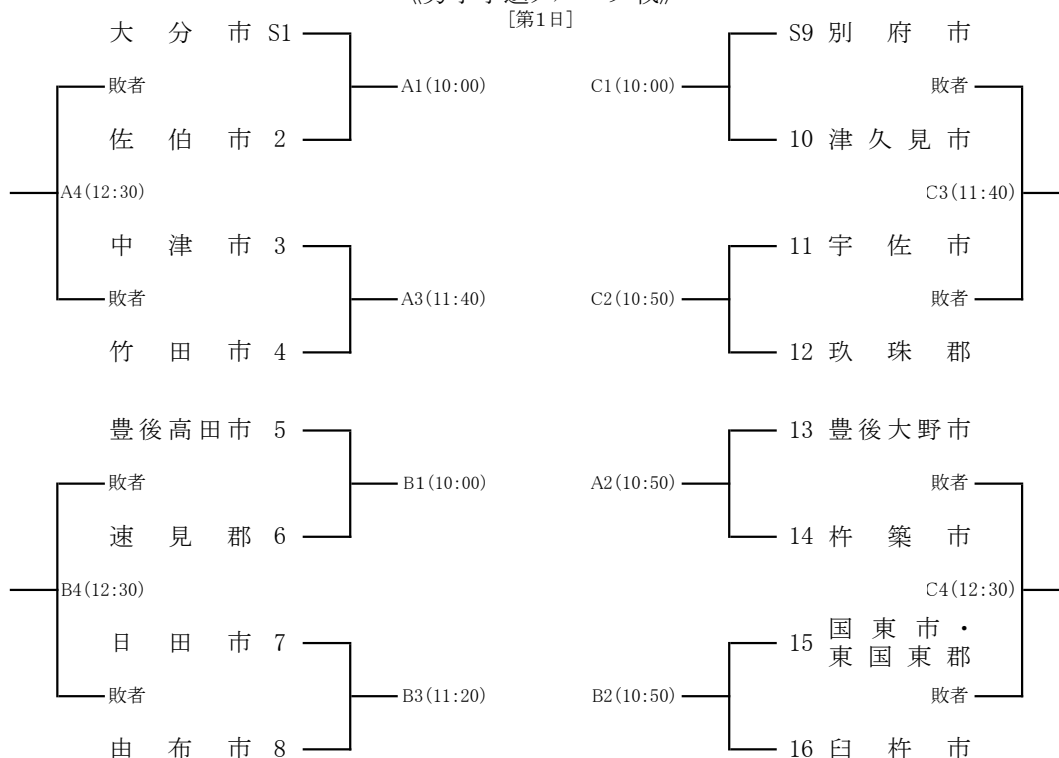 [第1日]
大分市 S1
敗者
A1(10:00)
佐伯市 2
A4(12:30)
中津市 3
敗者
A3(11:40)
竹田市 4
豊後高田市 5
敗者
B1(10:00)
速見郡 6
B4(12:30)
日田市 7
敗者
B3(11:20)
由布市 8
S9 別府市
C1(10:00)
敗者
10 津久見市
C3(11:40)
11 宇佐市
C2(10:50)
敗者
12 玖珠郡
13 豊後大野市
A2(10:50)
敗者
14 杵築市
C4(12:30)
15 国東市・
東国東郡
B2(10:50)
敗者
16 臼杵市